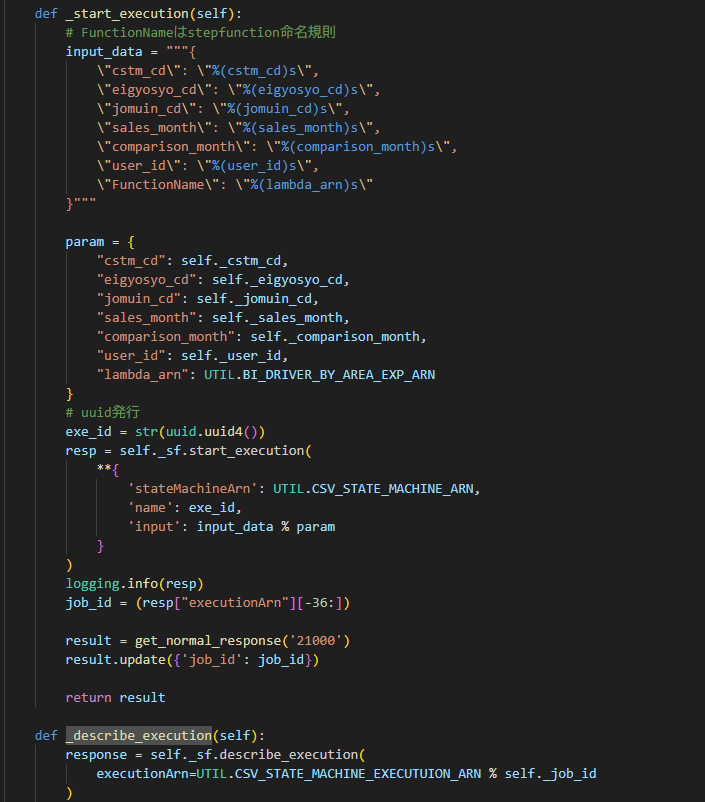 def _start_execution(self):
    # FunctionNameはstepfunction命名規則
    input_data = """{
        \"cstm_cd\": \"%(cstm_cd)s\",
        \"eigyosyo_cd\": \"%(eigyosyo_cd)s\",
        \"jomuin_cd\": \"%(jomuin_cd)s\",
        \"sales_month\": \"%(sales_month)s\",
        \"comparison_month\": \"%(comparison_month)s\",
        \"user_id\": \"%(user_id)s\",
        \"FunctionName\": \"%(lambda_arn)s\"
    }"""
    param = {
        "cstm_cd": self._cstm_cd,
        "eigyosyo_cd": self._eigyosyo_cd,
        "jomuin_cd": self._jomuin_cd,
        "sales_month": self._sales_month,
        "comparison_month": self._comparison_month,
        "user_id": self._user_id,
        "lambda_arn": UTIL.BI_DRIVER_BY_AREA_EXP_ARN
    }
    # uuid発行
    exe_id = str(uuid.uuid4())
    resp = self._sf.start_execution(
        **{
            'stateMachineArn': UTIL.CSV_STATE_MACHINE_ARN,
            'name': exe_id,
            'input': input_data % param
        }
    )
    logging.info(resp)
    job_id = (resp["executionArn"][-36:])
    result = get_normal_response('21000')
    result.update({'job_id': job_id})
    return result
def _describe_execution(self):
    response = self._sf.describe_execution(
        executionArn=UTIL.CSV_STATE_MACHINE_EXECUTUION_ARN % self._job_id
    )